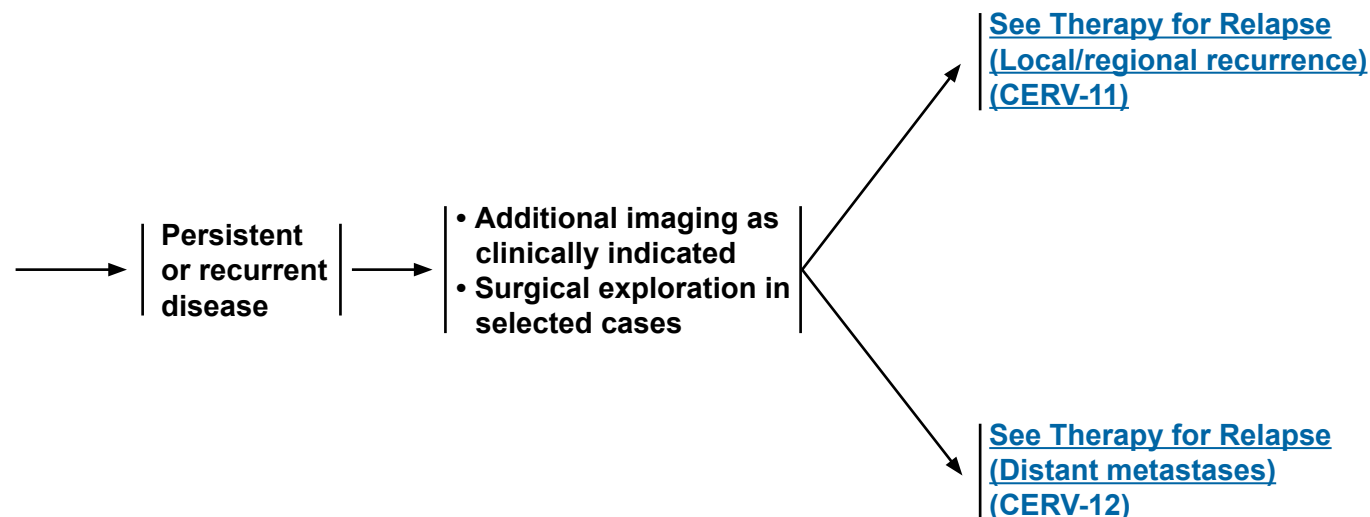 Persistent
or recurrent
disease
• Additional imaging as
clinically indicated
• Surgical exploration in
selected cases
See Therapy for Relapse
(Local/regional recurrence)
(CERV-11)
See Therapy for Relapse
(Distant metastases)
(CERV-12)